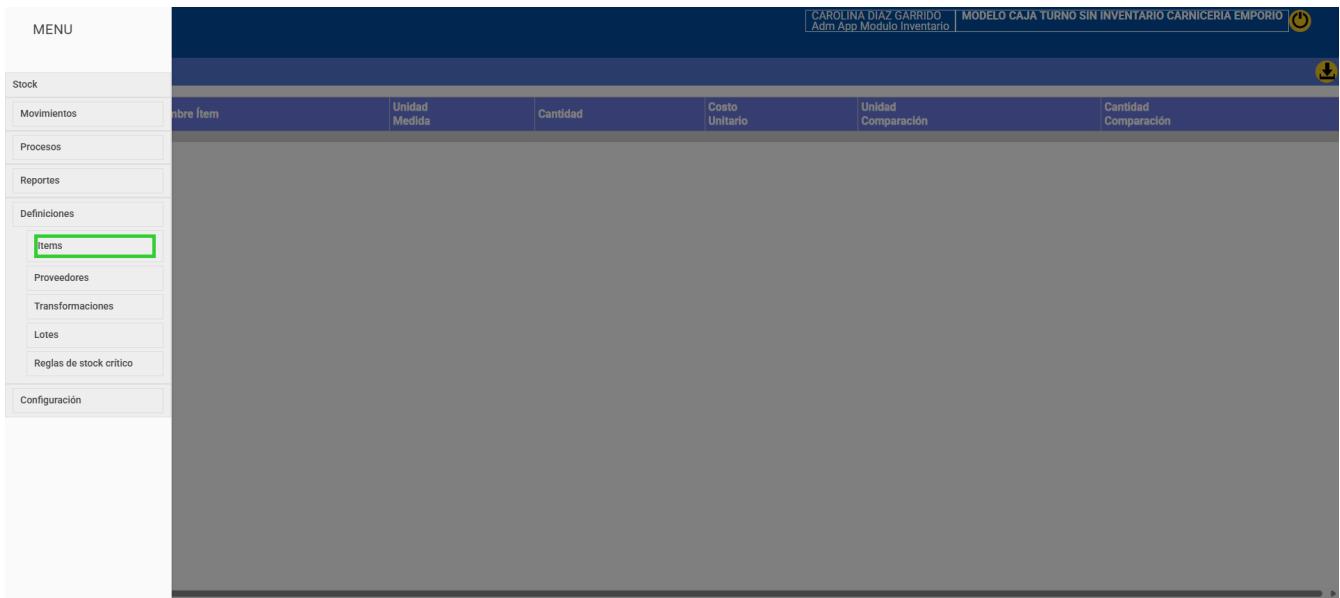 MENU
CAROLINA DIAZ GARRIDO
Adm App Modulo Inventario
MODELO CAJA TURNO SIN INVENTARIO CARNICERIA EMPORIO
Stock
Movimientos
Procesos
Reportes
Definiciones
Items
Proveedores
Transformaciones
Lotes
Reglas de stock crítico
Configuración
mbre Ítem
Unidad
Medida
Cantidad
Costo
Unitario
Unidad
Comparación
Cantidad
Comparación